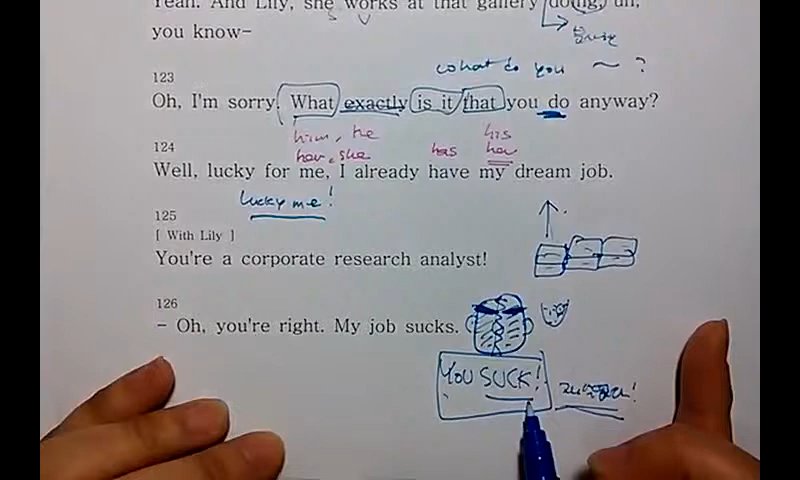 Yeah. And Lily, she works at that gallery doing, uh,
s
you know-
what do you ~ ?
123
Oh, I'm sorry. What exactly is it that you do anyway?
him, he his
her, she has her
124
Well, lucky for me, I already have my dream job.
lucky me!
125
[ With Lily ]
You're a corporate research analyst!
126
- Oh, you're right. My job sucks.
YOU SUCK!